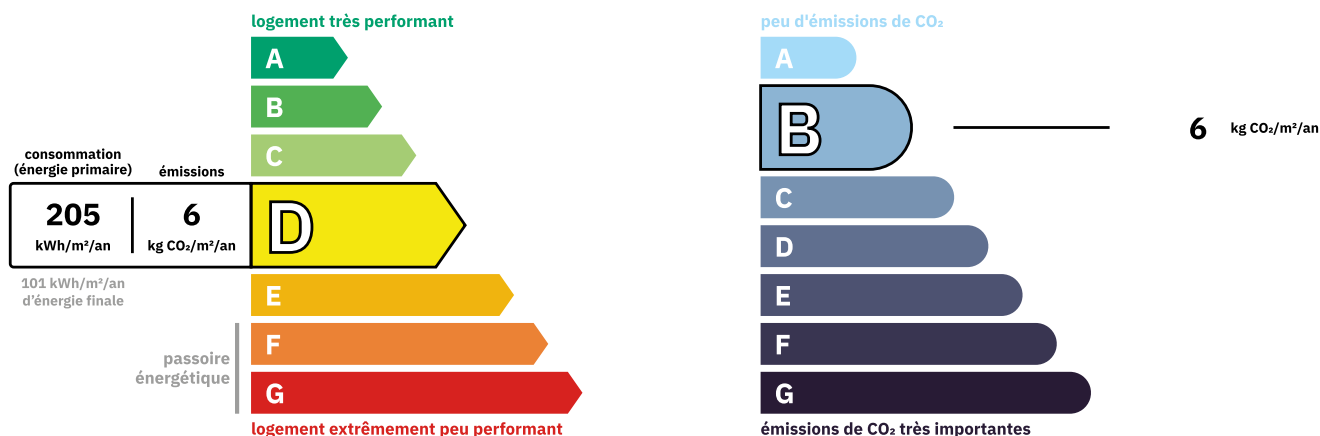 logement très performant
A
B
C
consommation
(énergie primaire)
émissions
205
kWh/m²/an
6
kg CO₂/m²/an
D
101 kWh/m²/an
d'énergie finale
E
passoire
énergétique
F
G
logement extrêmement peu performant
peu d'émissions de CO₂
A
B
6 kg CO₂/m²/an
C
D
E
F
G
émissions de CO₂ très importantes